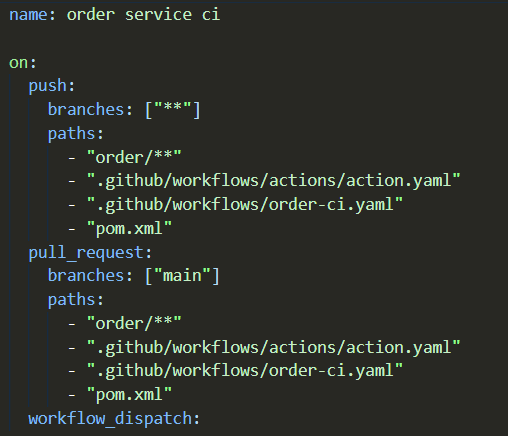 name: order service ci
on:
push:
branches: ["**"]
paths:
- "order/**"
- ".github/workflows/actions/action.yaml"
- ".github/workflows/order-ci.yaml"
- "pom.xml"
pull_request:
branches: ["main"]
paths:
- "order/**"
- ".github/workflows/actions/action.yaml"
- ".github/workflows/order-ci.yaml"
- "pom.xml"
workflow_dispatch: